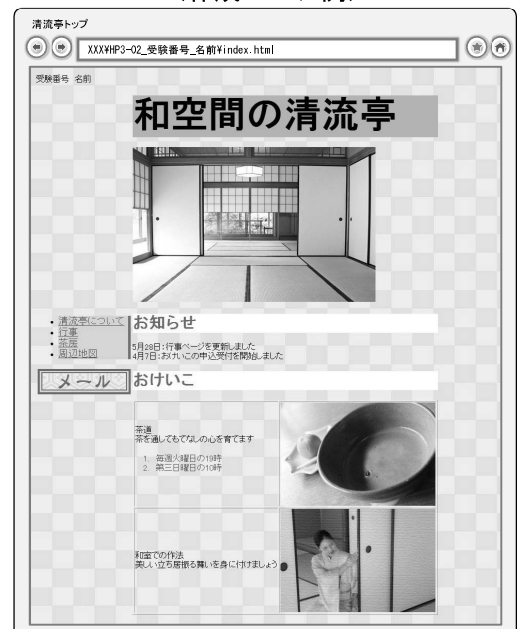 清流亭トップ
XXX¥HP3-02_受験番号_名前¥index.html
受験番号 名前
和空間の清流亭
・清流亭について
・行事
・茶席
・周辺地図
メール
お知らせ
5月28日：行事ページを更新しました
4月7日：おけいこの申込受付を開始しました
おけいこ
茶道
茶を通してもてなしの心を育てます
1. 毎週火曜日の19時
2. 第三日曜日の10時
和室での作法
美しい立ち居振る舞いを身に付けましょう